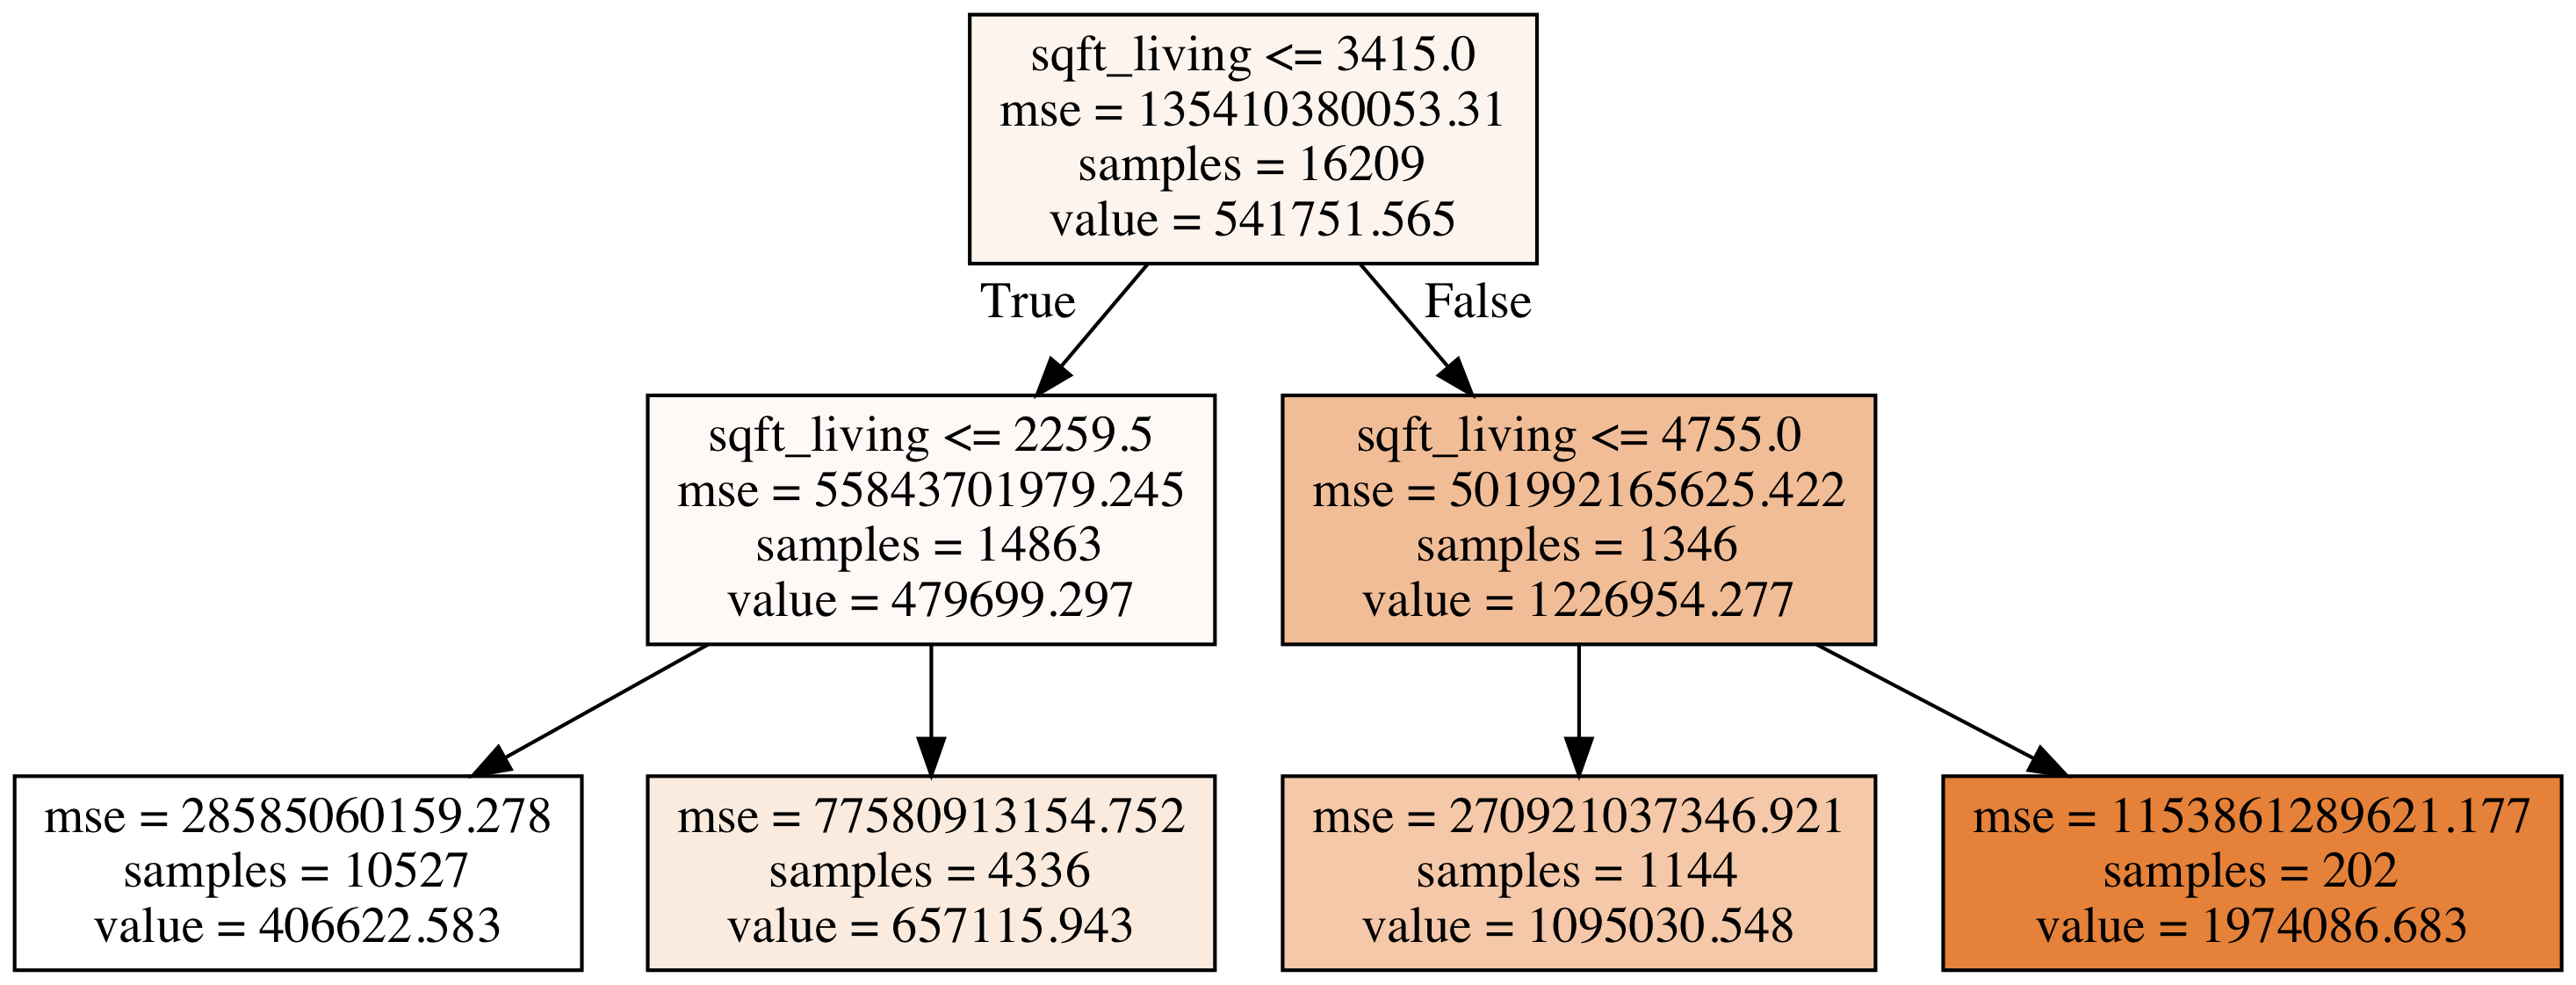 sqft_living <= 3415.0
mse = 135410380053.31
samples = 16209
value = 541751.565
True
False
sqft_living <= 2259.5
mse = 55843701979.245
samples = 14863
value = 479699.297
sqft_living <= 4755.0
mse = 501992165625.422
samples = 1346
value = 1226954.277
mse = 28585060159.278
samples = 10527
value = 406622.583
mse = 77580913154.752
samples = 4336
value = 657115.943
mse = 270921037346.921
samples = 1144
value = 1095030.548
mse = 1153861289621.177
samples = 202
value = 1974086.683